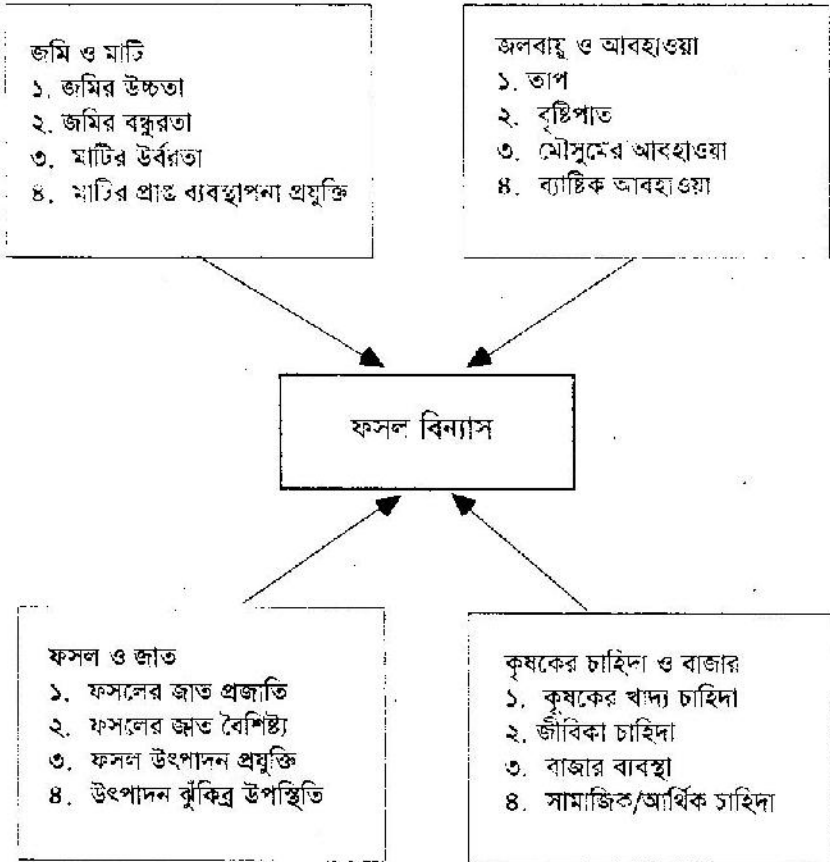 জমি ও মাটি
১. জমির উচ্চতা
২. জমির বন্ধুরতা
৩. মাটির উর্বরতা
৪. মাটির প্রাপ্ত ব্যবস্থাপনা প্রযুক্তি
জলবায়ু ও আবহাওয়া
১. তাপ
২. বৃষ্টিপাত
৩. মৌসুমের আবহাওয়া
৪. ব্যাষ্টিক আবহাওয়া
ফসল বিন্যাস
ফসল ও জাত
১. ফসলের জাত প্রজাতি
২. ফসলের জাত বৈশিষ্ট্য
৩. ফসল উৎপাদন প্রযুক্তি
৪. উৎপাদন ঝুঁকির উপস্থিতি
কৃষকের চাহিদা ও বাজার
১. কৃষকের খাদ্য চাহিদা
২. জীবিকা চাহিদা
৩. বাজার ব্যবস্থা
৪. সামাজিক/আর্থিক চাহিদা